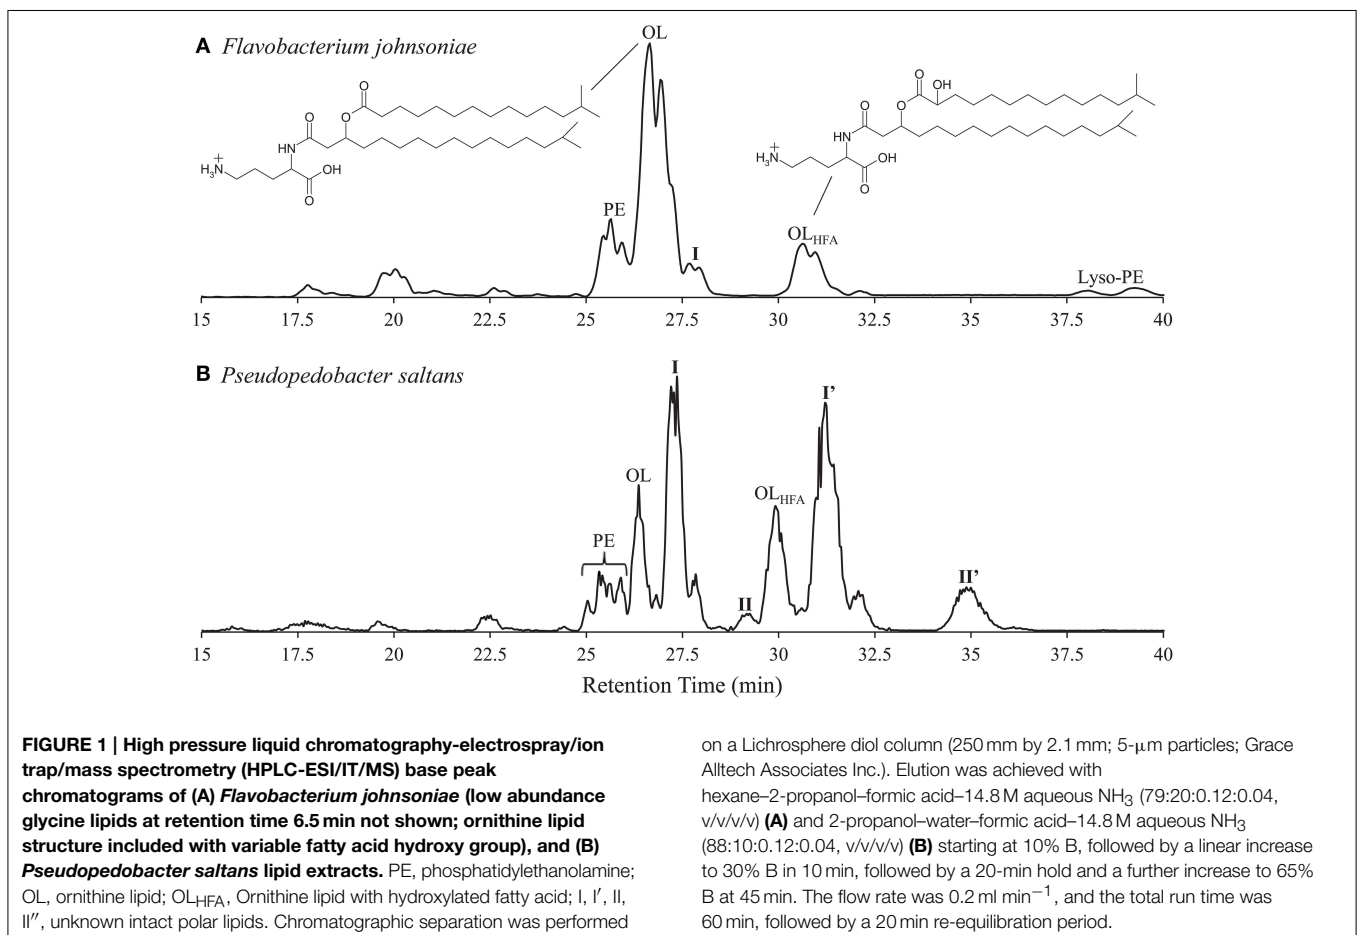 A Flavobacterium johnsoniae
OL
O
O
O
HN
H3N
+
OH
O
O
OH
O
O
HN
H3N
+
OH
O
PE
I
OLHFA
Lyso-PE
15 17.5 20 22.5 25 27.5 30 32.5 35 37.5 40
B Pseudopedobacter saltans
I
I’
OL
OLHFA
PE
II
II’
15 17.5 20 22.5 25 27.5 30 32.5 35 37.5 40
Retention Time (min)
FIGURE 1 | High pressure liquid chromatography-electrospray/ion
trap/mass spectrometry (HPLC-ESI/IT/MS) base peak
chromatograms of (A) Flavobacterium johnsoniae (low abundance
glycine lipids at retention time 6.5 min not shown; ornithine lipid
structure included with variable fatty acid hydroxy group), and (B)
Pseudopedobacter saltans lipid extracts. PE, phosphatidylethanolamine;
OL, ornithine lipid; OLHFA, Ornithine lipid with hydroxylated fatty acid; I, I′, II,
II″, unknown intact polar lipids. Chromatographic separation was performed
on a Lichrosphere diol column (250 mm by 2.1 mm; 5-μm particles; Grace
Alltech Associates Inc.). Elution was achieved with
hexane–2-propanol–formic acid–14.8 M aqueous NH3 (79:20:0.12:0.04,
v/v/v/v) (A) and 2-propanol–water–formic acid–14.8 M aqueous NH3
(88:10:0.12:0.04, v/v/v/v) (B) starting at 10% B, followed by a linear increase
to 30% B in 10 min, followed by a 20-min hold and a further increase to 65%
B at 45 min. The flow rate was 0.2 ml min−1, and the total run time was
60 min, followed by a 20 min re-equilibration period.